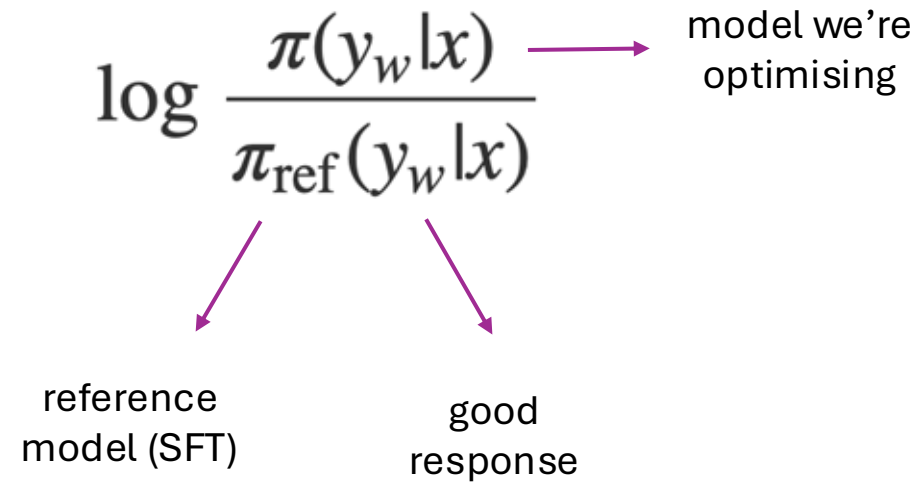 log π(y_w|x) / π_ref(y_w|x)
model we’re
optimising
reference
model (SFT)
good
response